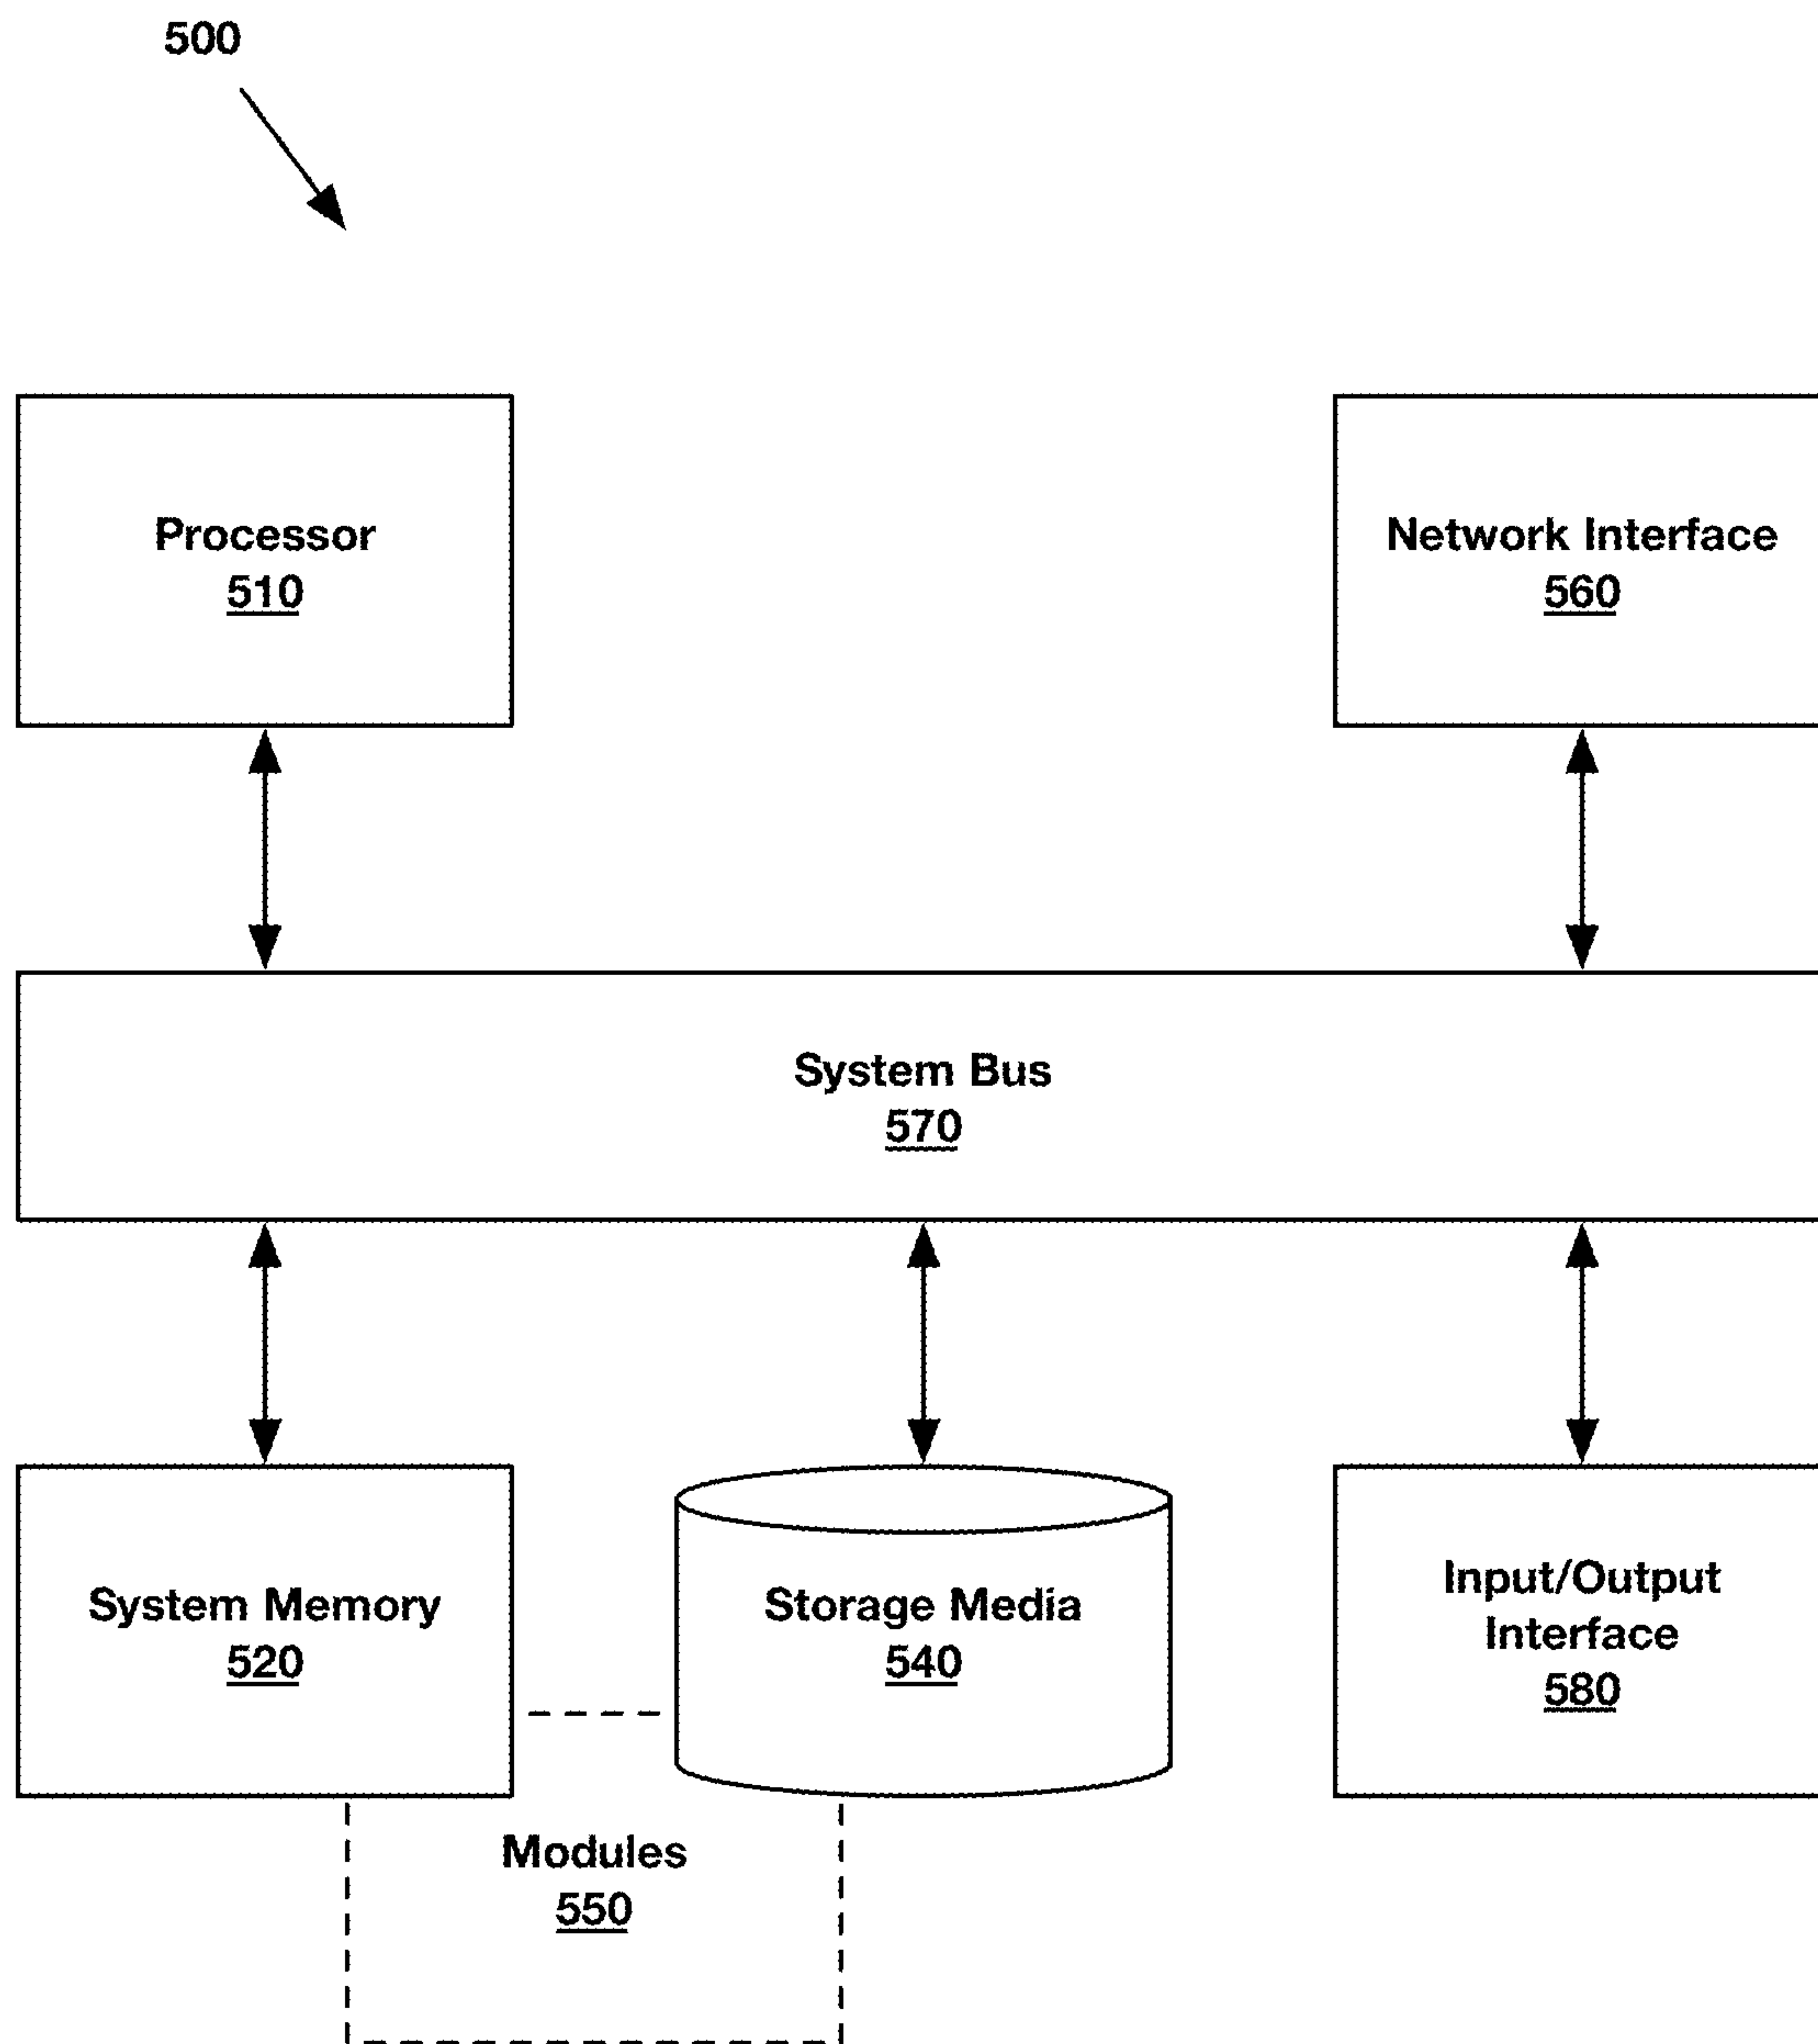 500
Processor
510
Network Interface
560
System Bus
570
System Memory
520
Storage Media
540
Input/Output
Interface
580
Modules
550